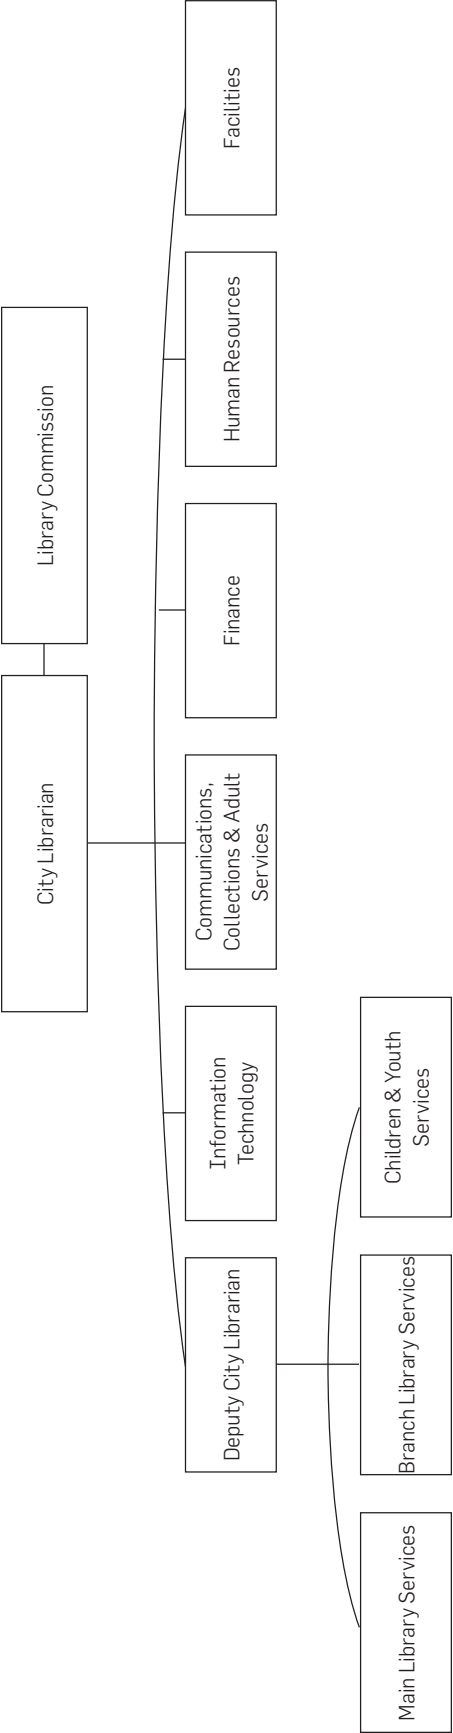 City Librarian
Library Commission
Deputy City Librarian
Information
Technology
Communications,
Collections & Adult
Services
Finance
Human Resources
Facilities
Main Library Services
Branch Library Services
Children & Youth
Services